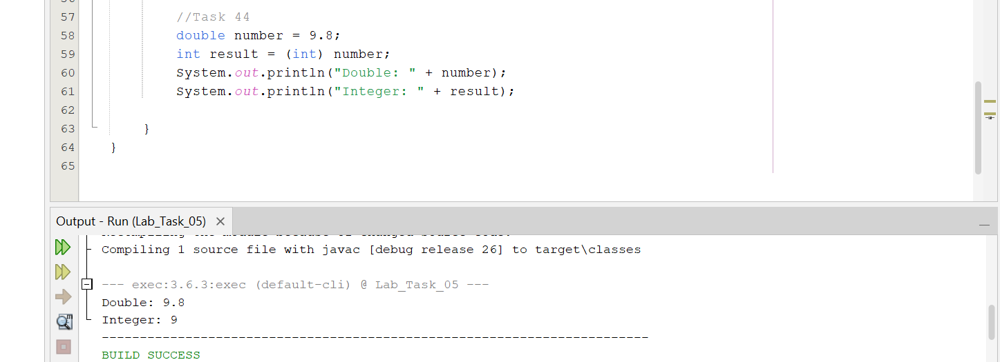 57 //Task 44
58 double number = 9.8;
59 int result = (int) number;
60 System.out.println("Double: " + number);
61 System.out.println("Integer: " + result);
62
63 }
64 }
65
Output - Run (Lab_Task_05)
Compiling 1 source file with javac [debug release 26] to target\classes
--- exec:3.6.3:exec (default-cli) @ Lab_Task_05 ---
Double: 9.8
Integer: 9
------------------------------------------------------------------------
BUILD SUCCESS